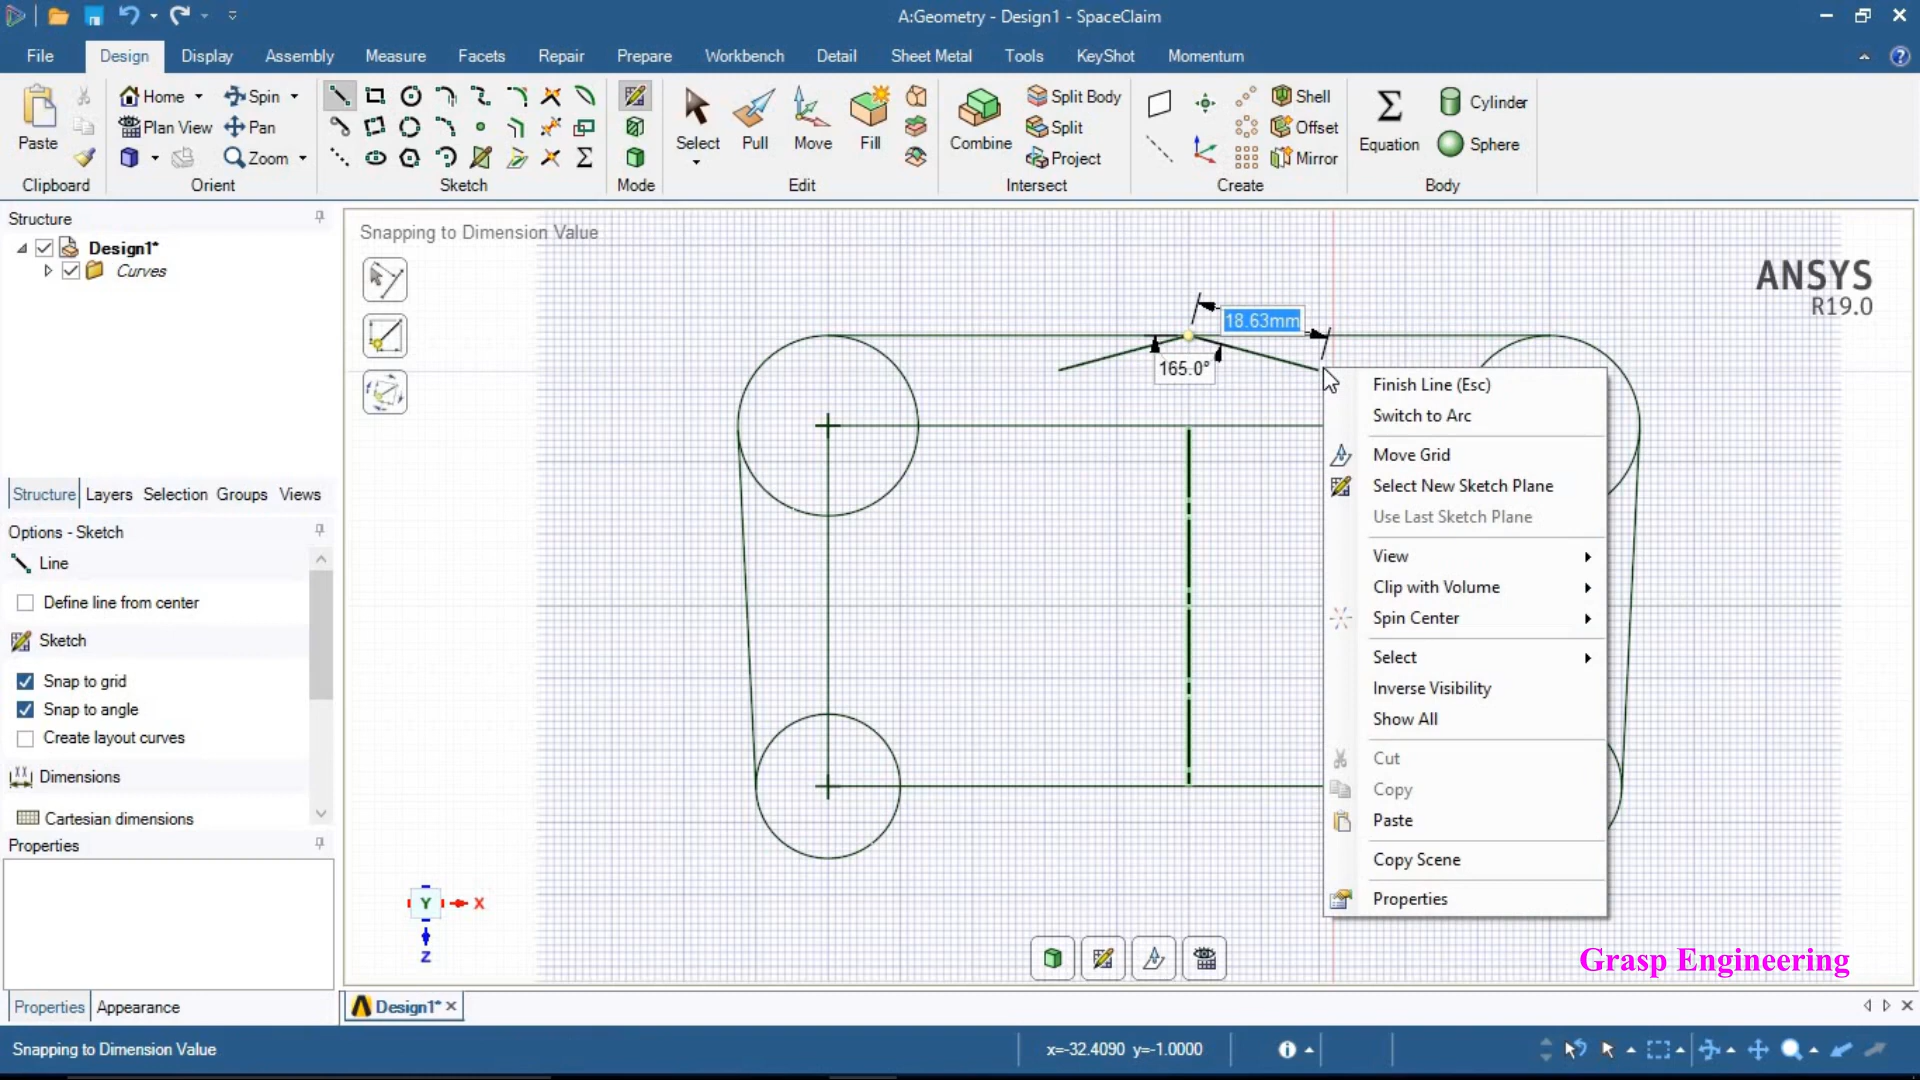 A:Geometry - Design1 - SpaceClaim
File Design Display Assembly Measure Facets Repair Prepare Workbench Detail Sheet Metal Tools KeyShot Momentum
Paste
Home Spin
Plan View Pan
Zoom
Select Pull Move Fill
Combine
Split Body
Split
Project
Shell
Offset
Mirror
Equation
Cylinder
Sphere
Clipboard Orient Sketch Mode Edit Intersect Create Body
Structure
Design1*
Curves
Structure Layers Selection Groups Views
Options - Sketch
Line
Define line from center
Sketch
Snap to grid
Snap to angle
Create layout curves
Dimensions
Cartesian dimensions
Properties
Properties Appearance
Snapping to Dimension Value
ANSYS
R19.0
18.63mm
165.0°
Finish Line (Esc)
Switch to Arc
Move Grid
Select New Sketch Plane
Use Last Sketch Plane
View
Clip with Volume
Spin Center
Select
Inverse Visibility
Show All
Cut
Copy
Paste
Copy Scene
Properties
Y X
Z
Grasp Engineering
Design1*
Snapping to Dimension Value
x=-32.4090 y=-1.0000